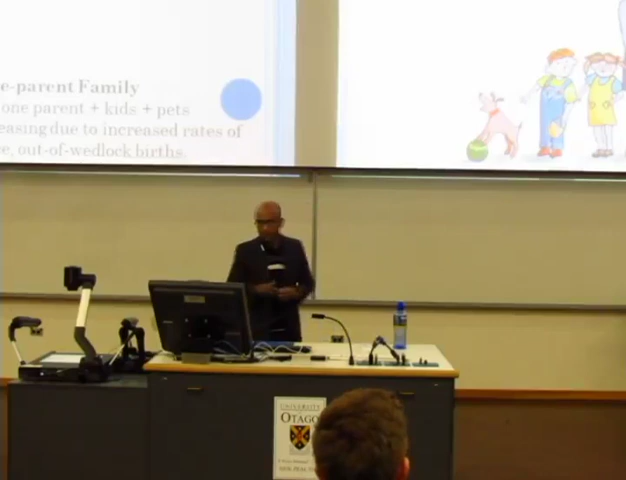 e-parent Family
one parent + kids + pets
easing due to increased rates of
e, out-of-wedlock births.
UNIVERSITY
OTAGO